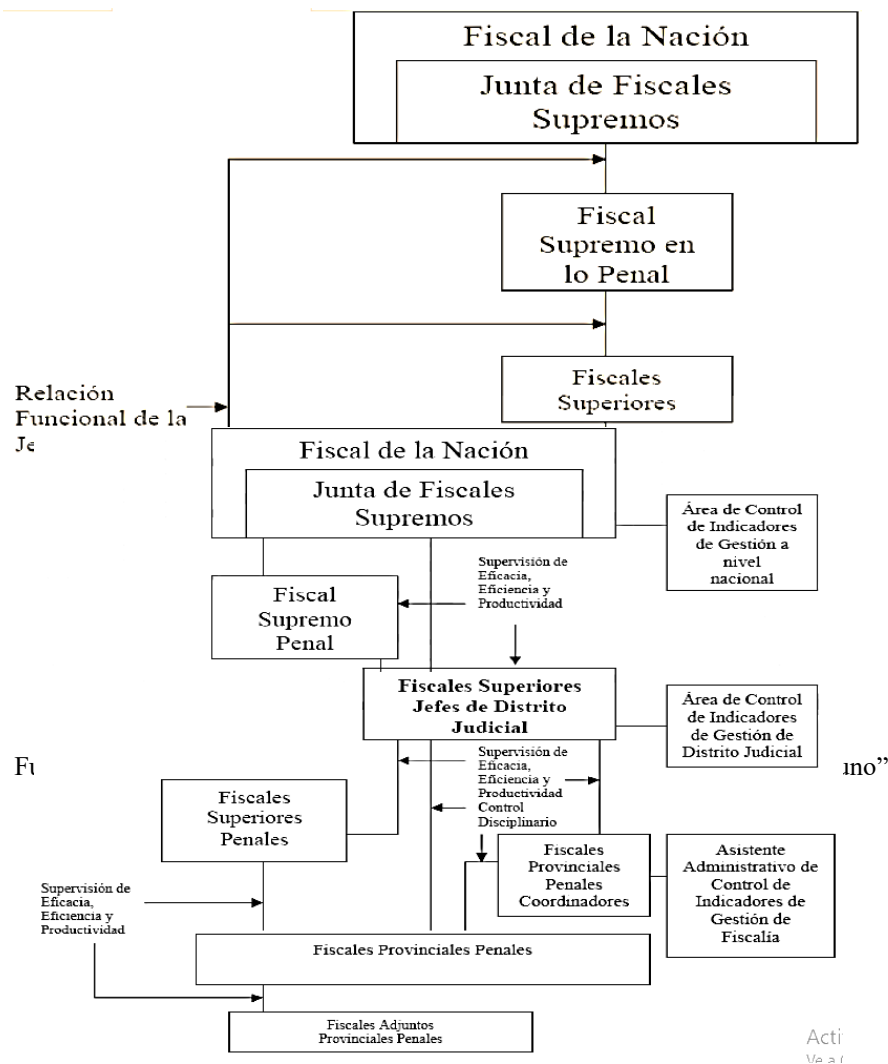 Fiscal de la Nación
Junta de Fiscales
Supremos
Fiscal
Supremo en
lo Penal
Fiscales
Superiores
Relación
Funcional de la
Fiscal de la Nación
Junta de Fiscales
Supremos
Área de Control
de Indicadores
de Gestión a
nivel
nacional
Supervisión de
Eficacia,
Eficiencia y
Productividad
Fiscal
Supremo
Penal
Fiscales Superiores
Jefes de Distrito
Judicial
Área de Control
de Indicadores
de Gestión de
Distrito Judicial
Supervisión de
Eficacia,
Eficiencia y
Productividad
Control
Disciplinario
Fiscales
Superiores
Penales
Fiscales
Provinciales
Penales
Coordinadores
Asistente
Administrativo de
Control de
Indicadores de
Gestión de
Fiscalía
Supervisión de
Eficacia,
Eficiencia y
Productividad
Fiscales Provinciales Penales
Fiscales Adjuntos
Provinciales Penales